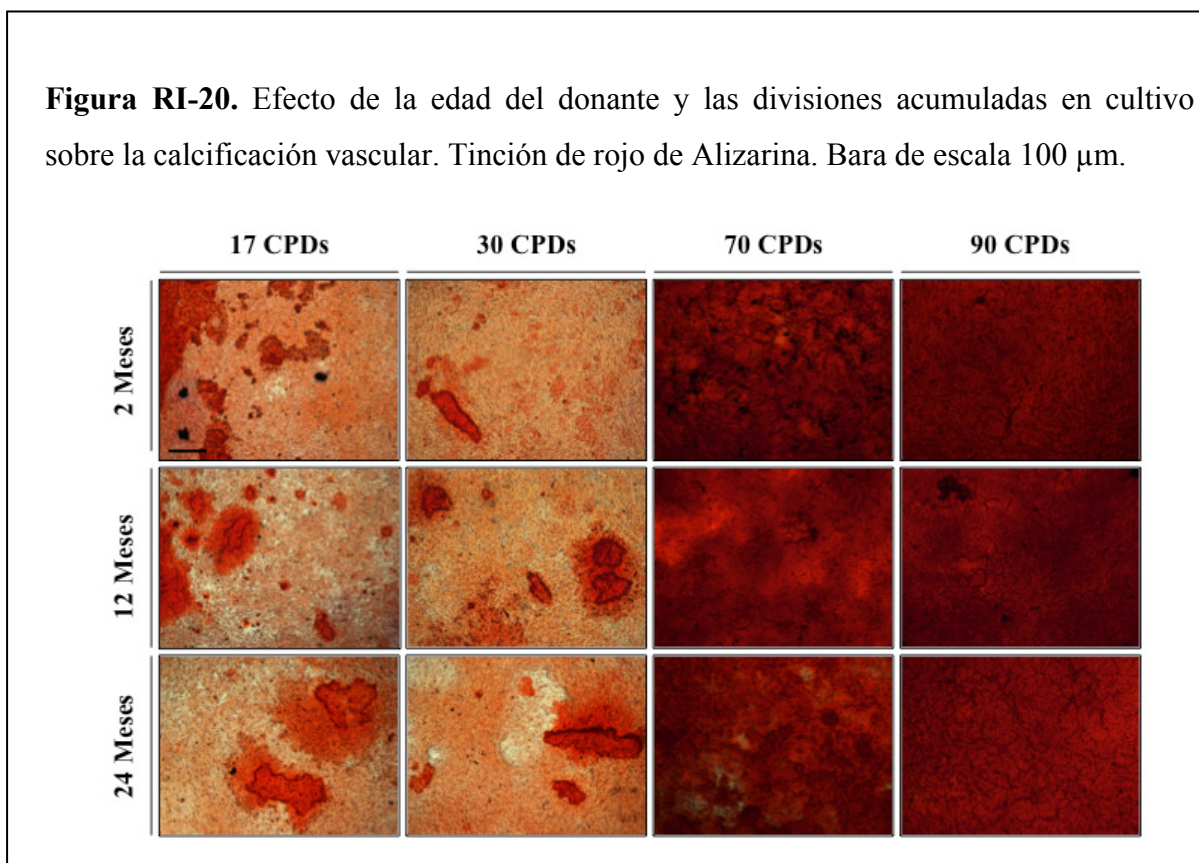 Figura RI-20. Efecto de la edad del donante y las divisiones acumuladas en cultivo
sobre la calcificación vascular. Tinción de rojo de Alizarina. Bara de escala 100 µm.
17 CPDs 30 CPDs 70 CPDs 90 CPDs
2 Meses
12 Meses
24 Meses